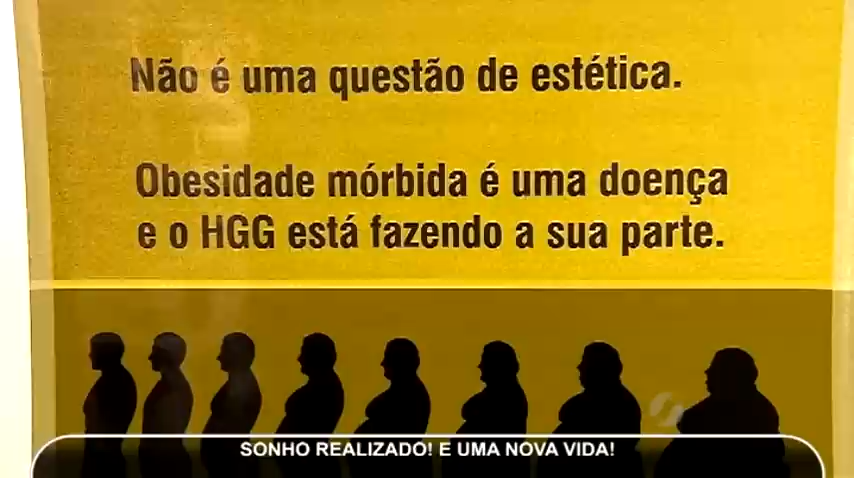 Não é uma questão de estética.
Obesidade mórbida é uma doença
e o HGG está fazendo a sua parte.
SONHO REALIZADO! E UMA NOVA VIDA!